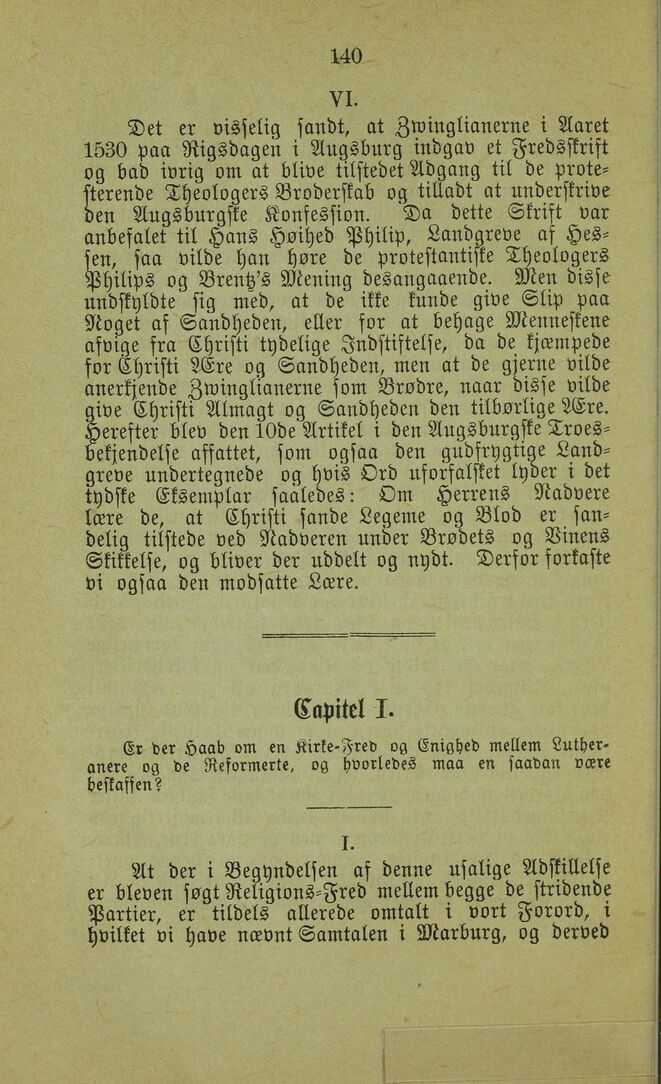 140
VI.
Det er visselig sandt, at Zwinglianerne i Aaret
1530 paa Rigsdagen i Augsburg indgav et Fredsskrift
og bad ivrig om at blive tilstedet Adgang til de prote-
sterende Theologers Broderskab og tilladt at underskrive
den Augsburgske Konfession. Da dette Skrift var
anbefalet til Hans Høihed Philip, Landgreve af Hes-
sen, saa vilde han høre de protestantiske Theologers
Philips og Brentz's Mening desangaaende. Men disse
undskyldte sig med, at de ikke kunde give Slip paa
Noget af Sandheden, eller for at behage Menneskene
afvige fra Christi tydelige Indstiftelse, da de kjæmpede
for Christi Ære og Sandheden, men at de gjerne vilde
anerkjende Zwinglianerne som Brødre, naar disse vilde
give Christi Almagt og Sandheden den tilbørlige Ære.
Herefter blev den 10de Artikel i den Augsburgske Troes-
bekjendelse affattet, som ogsaa den gudfrygtige Land-
greve undertegnede og hvis Ord uforfalsket lyder i det
tydske Eksemplar saaledes: Om Herrens Nadvere
lære de, at Christi sande Legeme og Blod er san-
delig tilstede ved Nadveren under Brødets og Vinens
Skikkelse, og bliver der uddelt og nydt. Derfor forkaste
vi ogsaa den modsatte Lære.
Capitel I.
Er der Haab om en Kirke-Fred og Enighed mellem Luther-
anere og de Reformerte, og hvorledes maa en saadan være
beskaffen?
I.
At der i Begyndelsen af denne usalige Adskillelse
er bleven søgt Religions-Fred mellem begge de stridende
Partier, er tildels allerede omtalt i vort Forord, i
hvilket vi have nævnt Samtalen i Marburg, og derved